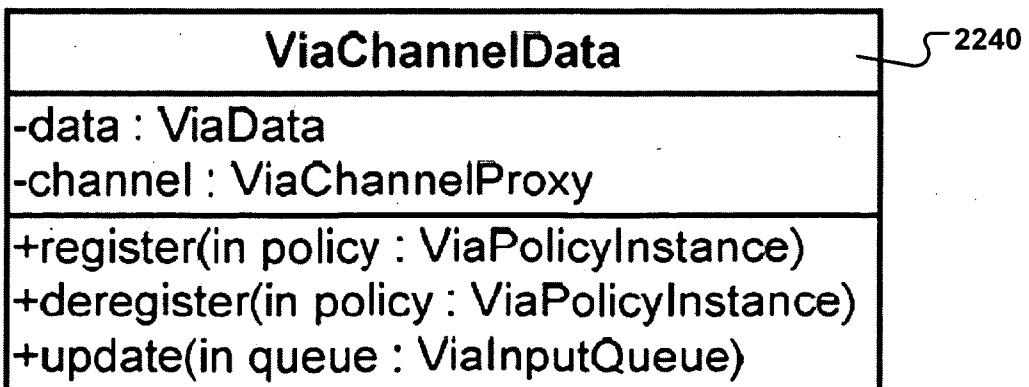 ViaChannelData
2240
-data : ViaData
-channel : ViaChannelProxy
+register(in policy : ViaPolicyInstance)
+deregister(in policy : ViaPolicyInstance)
+update(in queue : ViaInputQueue)